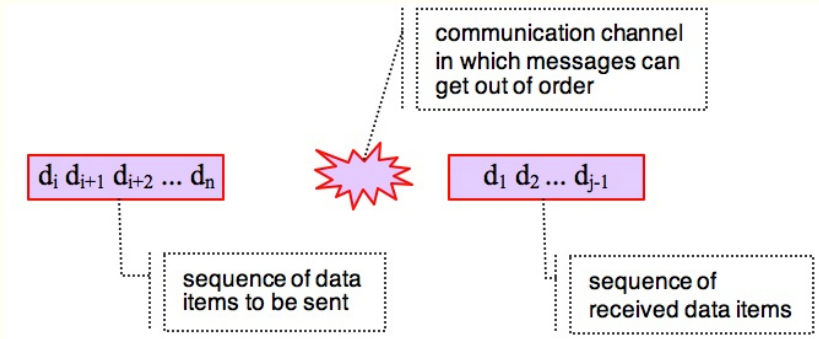 communication channel
in which messages can
get out of order
dᵢ dᵢ₊₁ dᵢ₊₂ ... dₙ
d₁ d₂ ... dⱼ₋₁
sequence of data
items to be sent
sequence of
received data items